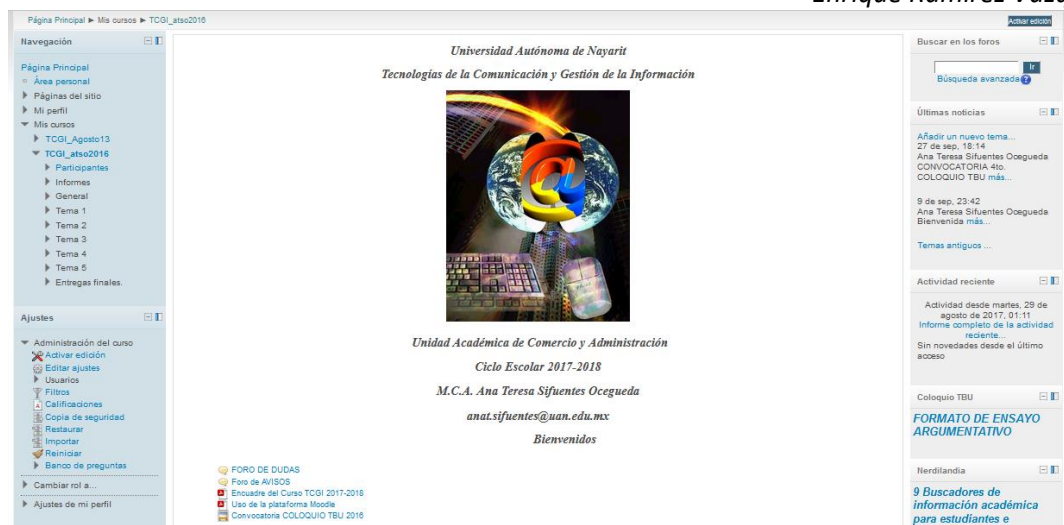 Enrique Ramírez
Página Principal ► Mis cursos ► TCGI_atso2016
Activar edición
Navegación
Página Principal
Área personal
Páginas del sitio
Mi perfil
Mis cursos
TCGI_Agosto13
TCGI_atso2016
Participantes
Informes
General
Tema 1
Tema 2
Tema 3
Tema 4
Tema 5
Entregas finales.
Ajustes
Administración del curso
Activar edición
Editar ajustes
Usuarios
Filtros
Calificaciones
Copia de seguridad
Restaurar
Importar
Reiniciar
Banco de preguntas
Cambiar rol a...
Ajustes de mi perfil
Universidad Autónoma de Nayarit
Tecnologías de la Comunicación y Gestión de la Información
@
Unidad Académica de Comercio y Administración
Ciclo Escolar 2017-2018
M.C.A. Ana Teresa Sifuentes Ocegueda
anat.sifuentes@uan.edu.mx
Bienvenidos
FORO DE DUDAS
Foro de AVISOS
Encuadre del Curso TCGI 2017-2018
Uso de la plataforma Moodle
Convocatoria COLOQUIO TBU 2016
Buscar en los foros
Ir
Búsqueda avanzada
Últimas noticias
Añadir un nuevo tema...
27 de sep, 18:14
Ana Teresa Sifuentes Ocegueda
CONVOCATORIA 4to.
COLOQUIO TBU más...
9 de sep, 23:42
Ana Teresa Sifuentes Ocegueda
Bienvenida más...
Temas antiguos ...
Actividad reciente
Actividad desde martes, 29 de
agosto de 2017, 01:11
Informe completo de la actividad
reciente...
Sin novedades desde el último
acceso
Coloquio TBU
FORMATO DE ENSAYO
ARGUMENTATIVO
Nerdilandia
9 Buscadores de
información académica
para estudiantes e